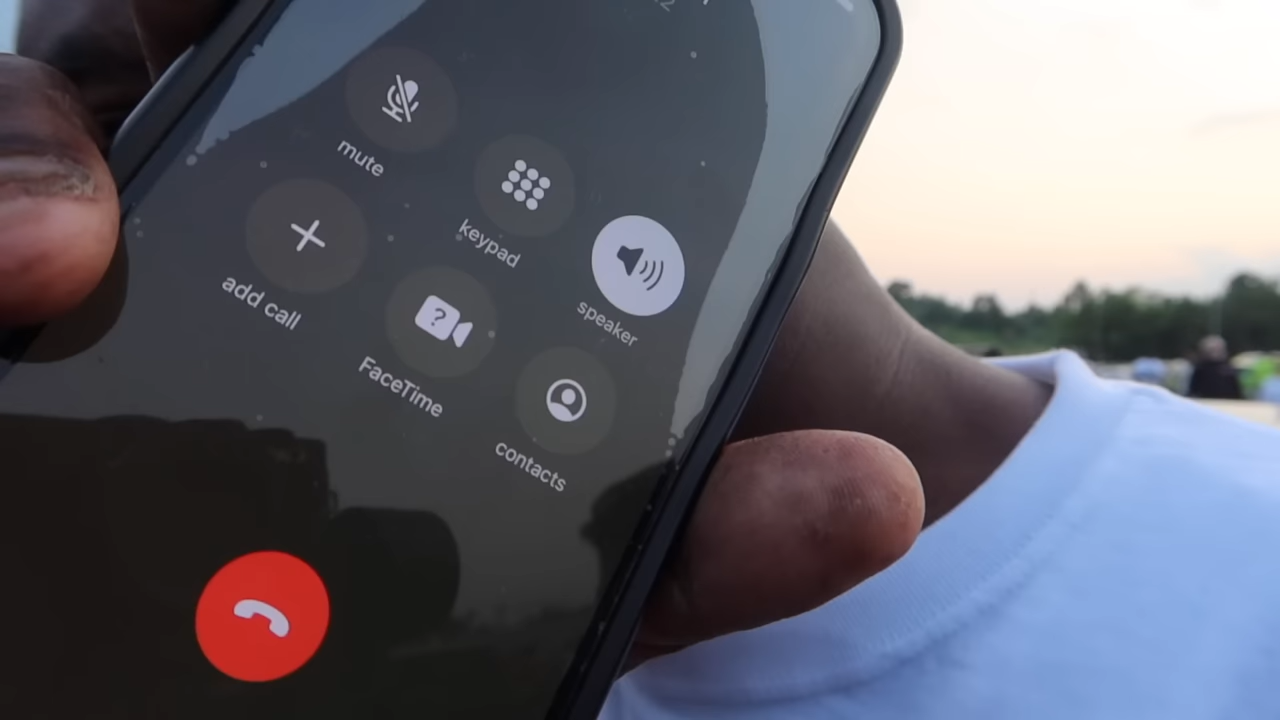 mute
keypad
speaker
add call
FaceTime
contacts